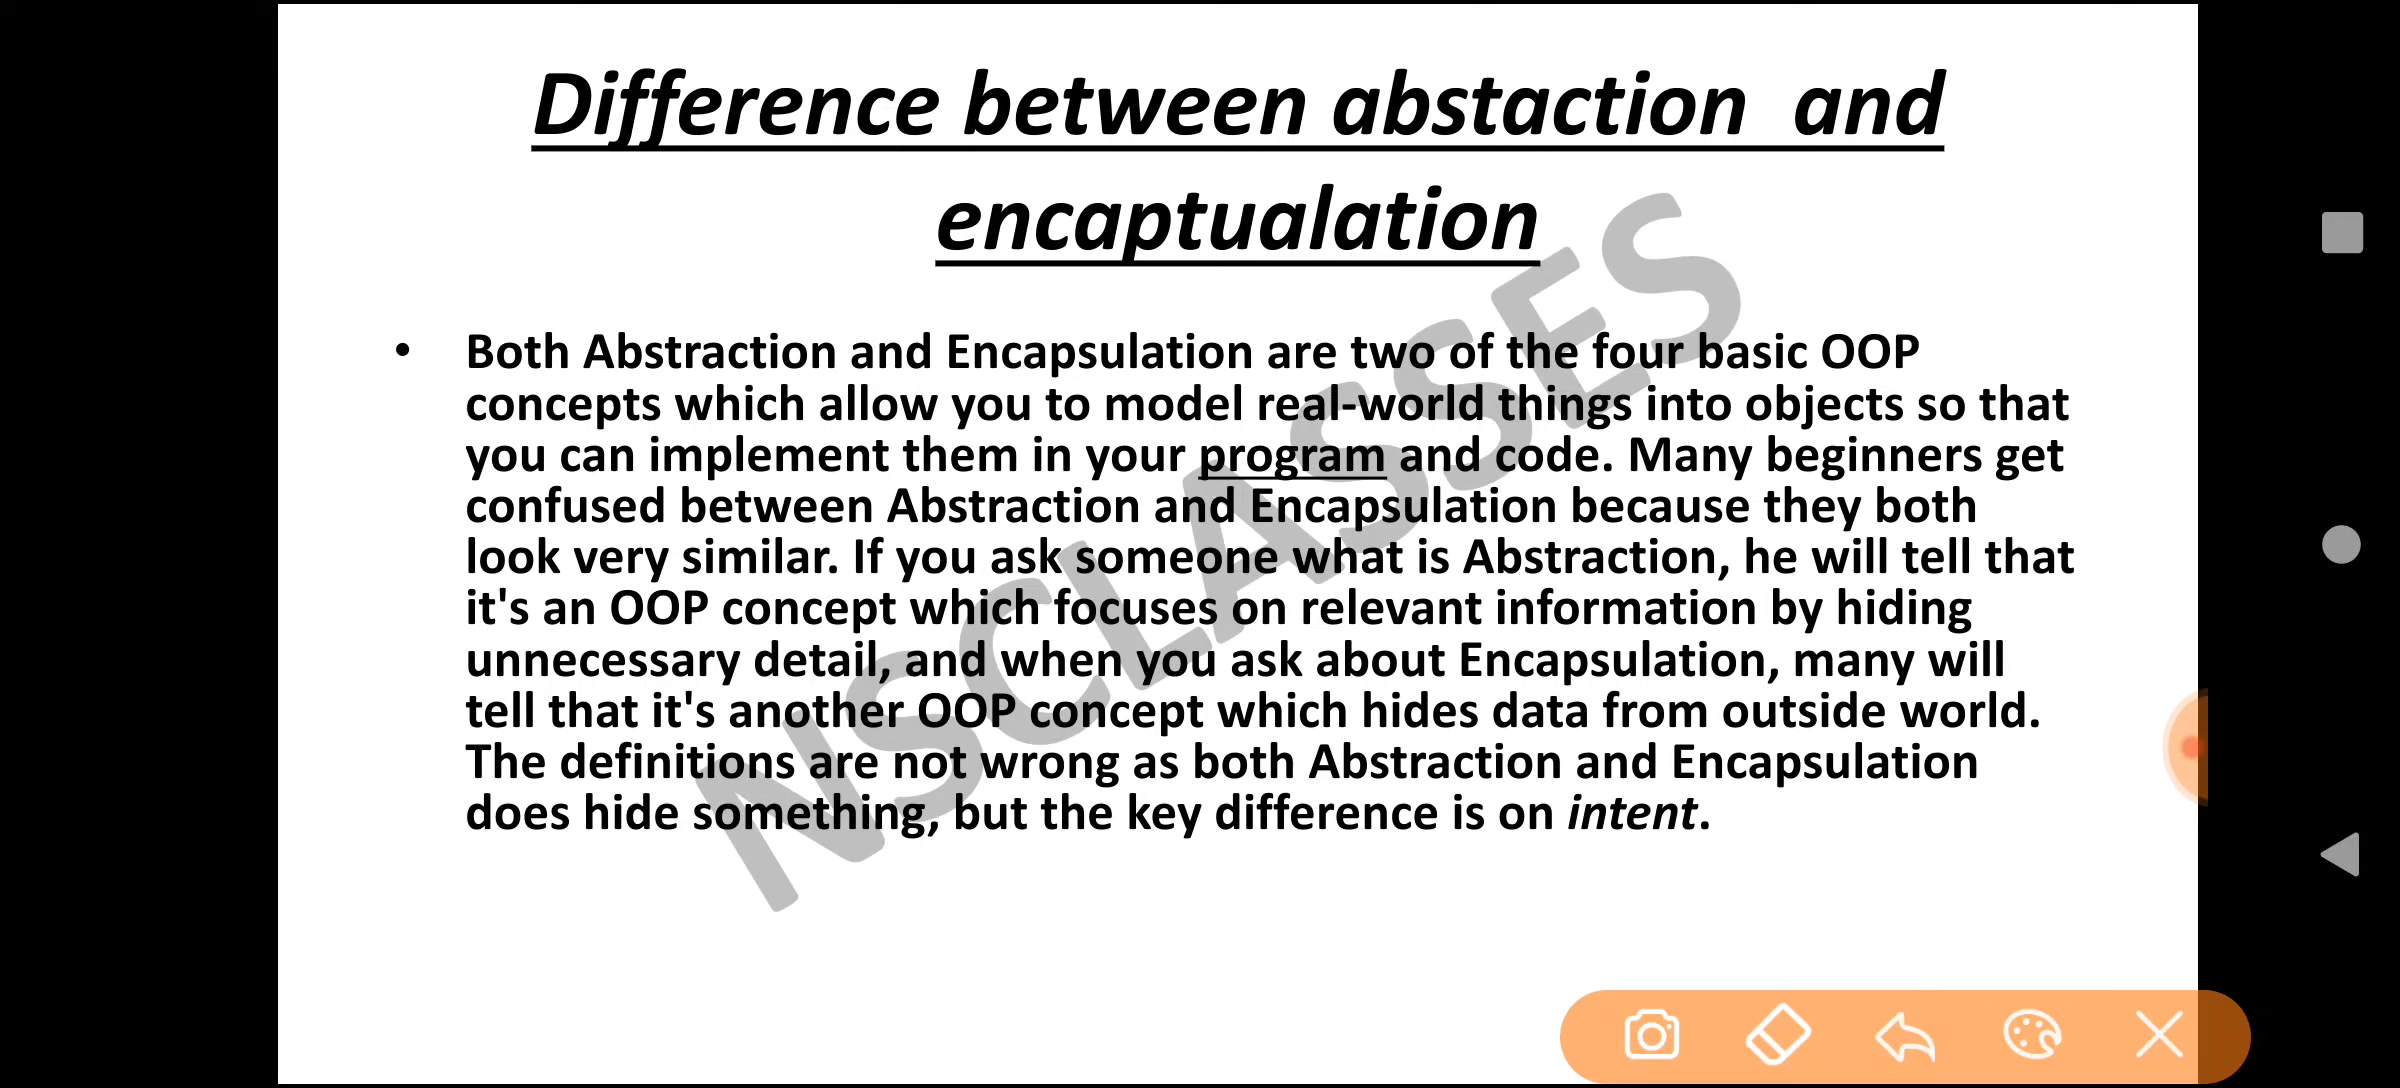 Difference between abstaction and
encaptualation
• Both Abstraction and Encapsulation are two of the four basic OOP
concepts which allow you to model real-world things into objects so that
you can implement them in your program and code. Many beginners get
confused between Abstraction and Encapsulation because they both
look very similar. If you ask someone what is Abstraction, he will tell that
it's an OOP concept which focuses on relevant information by hiding
unnecessary detail, and when you ask about Encapsulation, many will
tell that it's another OOP concept which hides data from outside world.
The definitions are not wrong as both Abstraction and Encapsulation
does hide something, but the key difference is on intent.
NSCLASSES